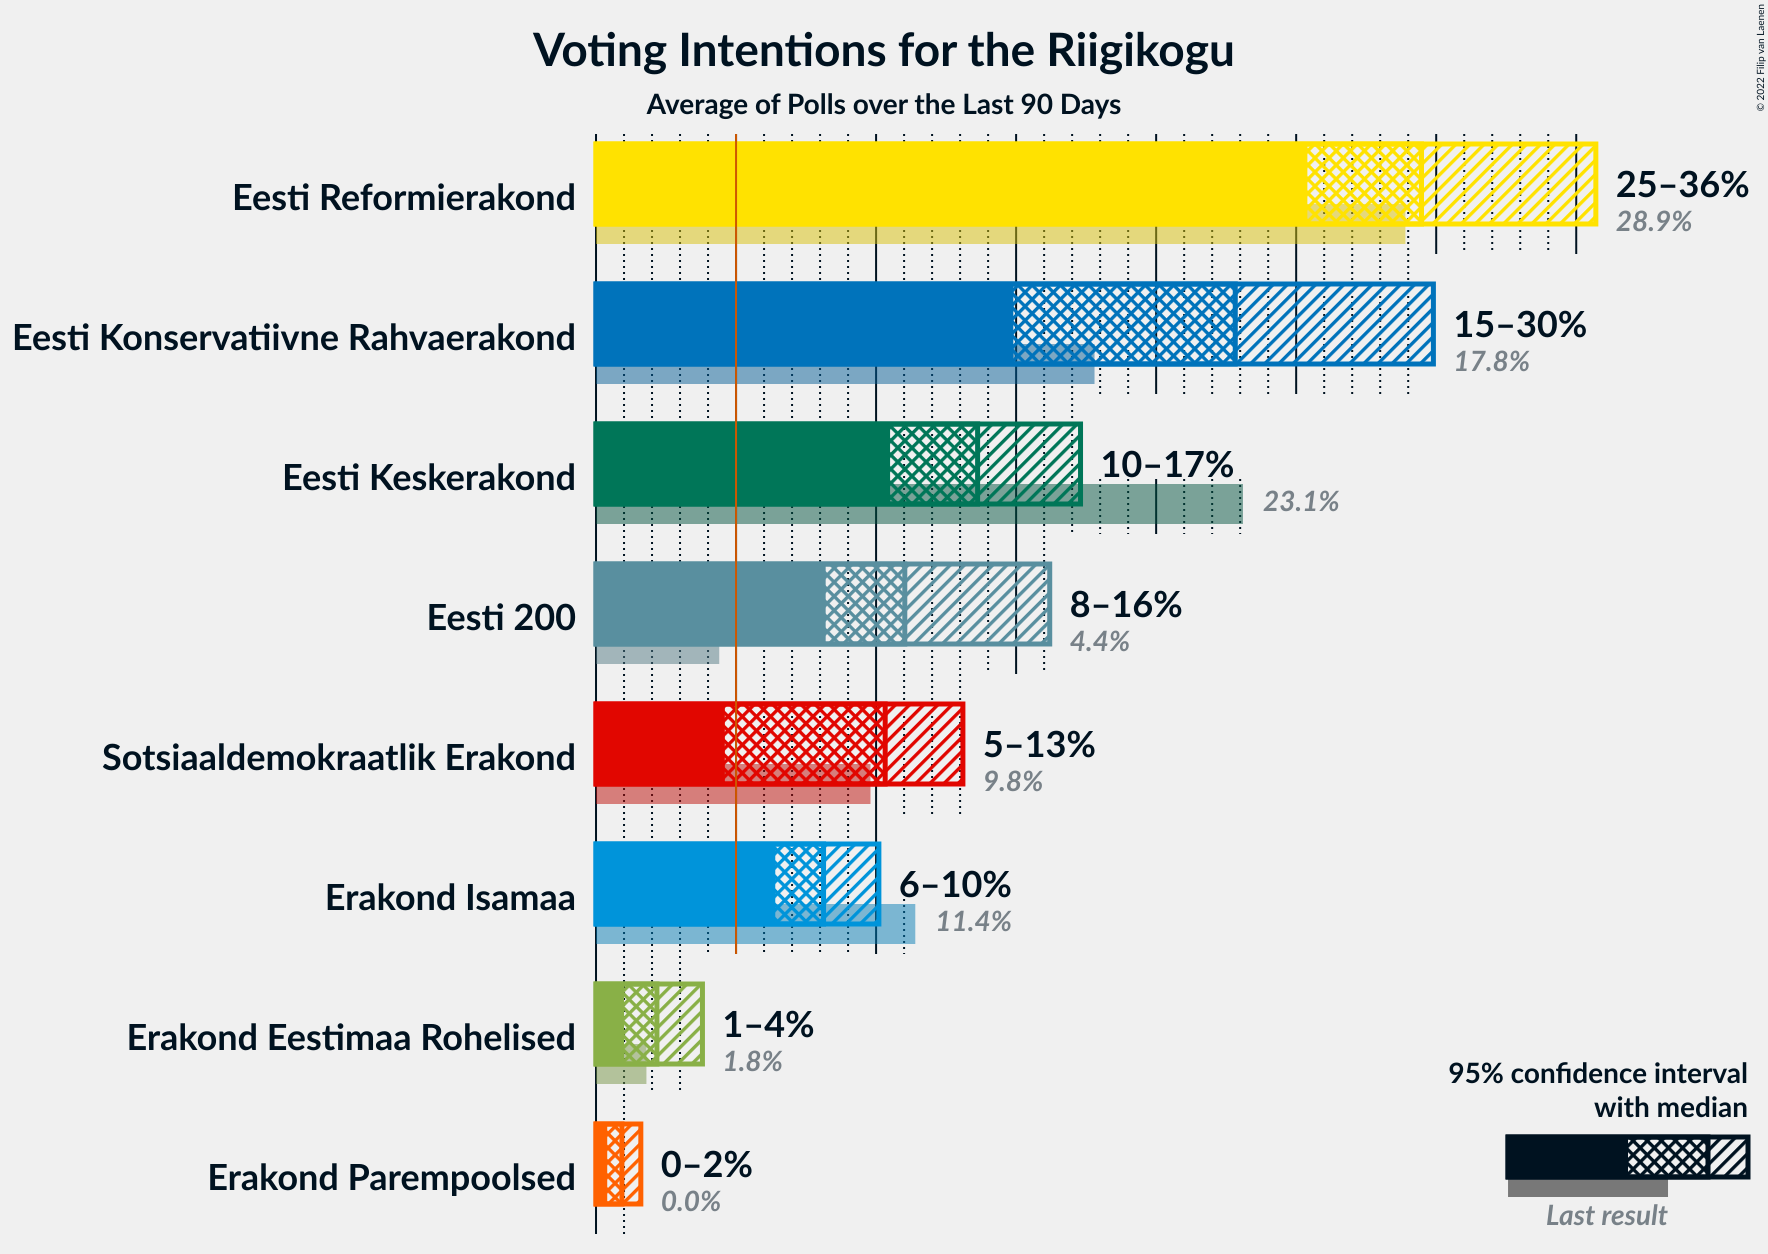 Voting Intentions for the Riigikogu
Average of Polls over the Last 90 Days
© 2022 Filip van Laenen
Eesti Reformierakond
25–36%
28.9%
Eesti Konservatiivne Rahvaerakond
15–30%
17.8%
Eesti Keskerakond
10–17%
23.1%
Eesti 200
8–16%
4.4%
Sotsiaaldemokraatlik Erakond
5–13%
9.8%
Erakond Isamaa
6–10%
11.4%
Erakond Eestimaa Rohelised
1–4%
1.8%
Erakond Parempoolsed
0–2%
0.0%
95% confidence interval
with median
Last result